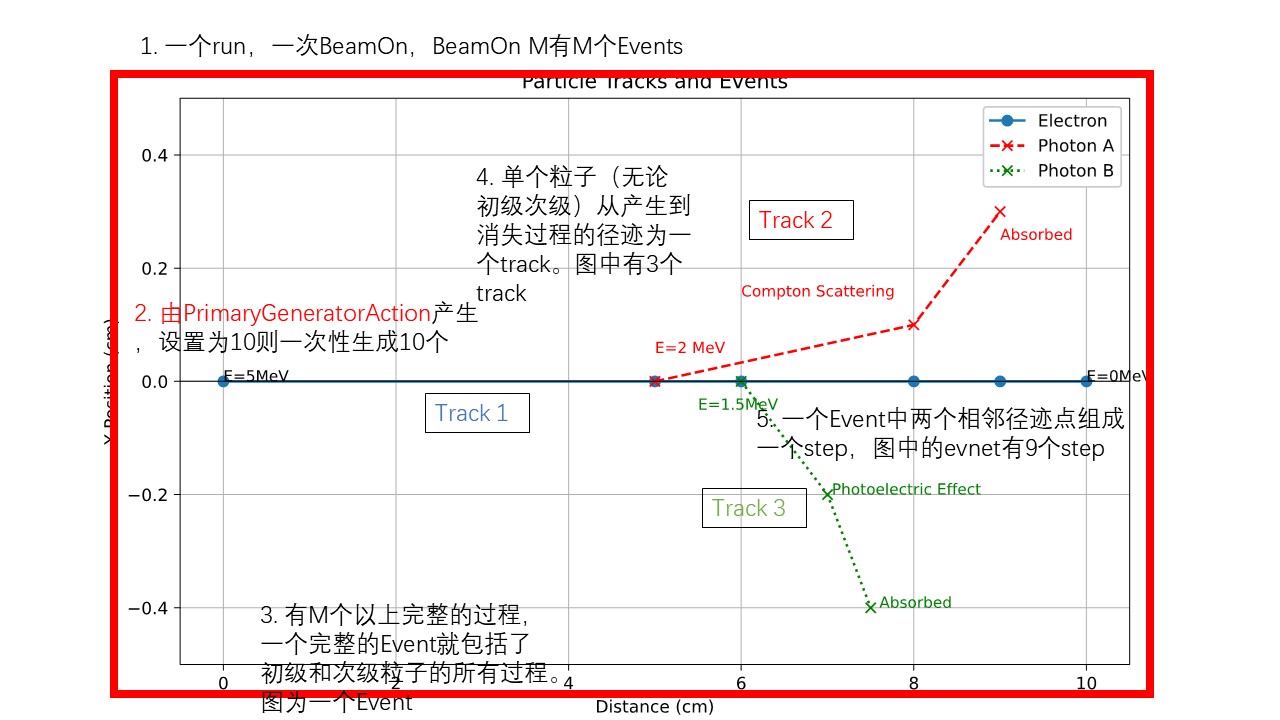 1. 一个run，一次BeamOn，BeamOn M有M个Events
Particle Tracks and Events
Electron
Photon A
Photon B
0.4
4. 单个粒子（无论
初级次级）从产生到
消失过程的径迹为一
个track。图中有3个
track
Track 2
Absorbed
0.2
Compton Scattering
2. 由PrimaryGeneratorAction产生
，设置为10则一次性生成10个
E=2 MeV
Y Position (cm)
0.0
E=5MeV
E=0MeV
Track 1
E=1.5MeV
5. 一个Event中两个相邻径迹点组成
一个step，图中的evnet有9个step
−0.2
Photoelectric Effect
Track 3
−0.4
Absorbed
3. 有M个以上完整的过程，
一个完整的Event就包括了
初级和次级粒子的所有过程。
图为一个Event
0 2 4 6 8 10
Distance (cm)